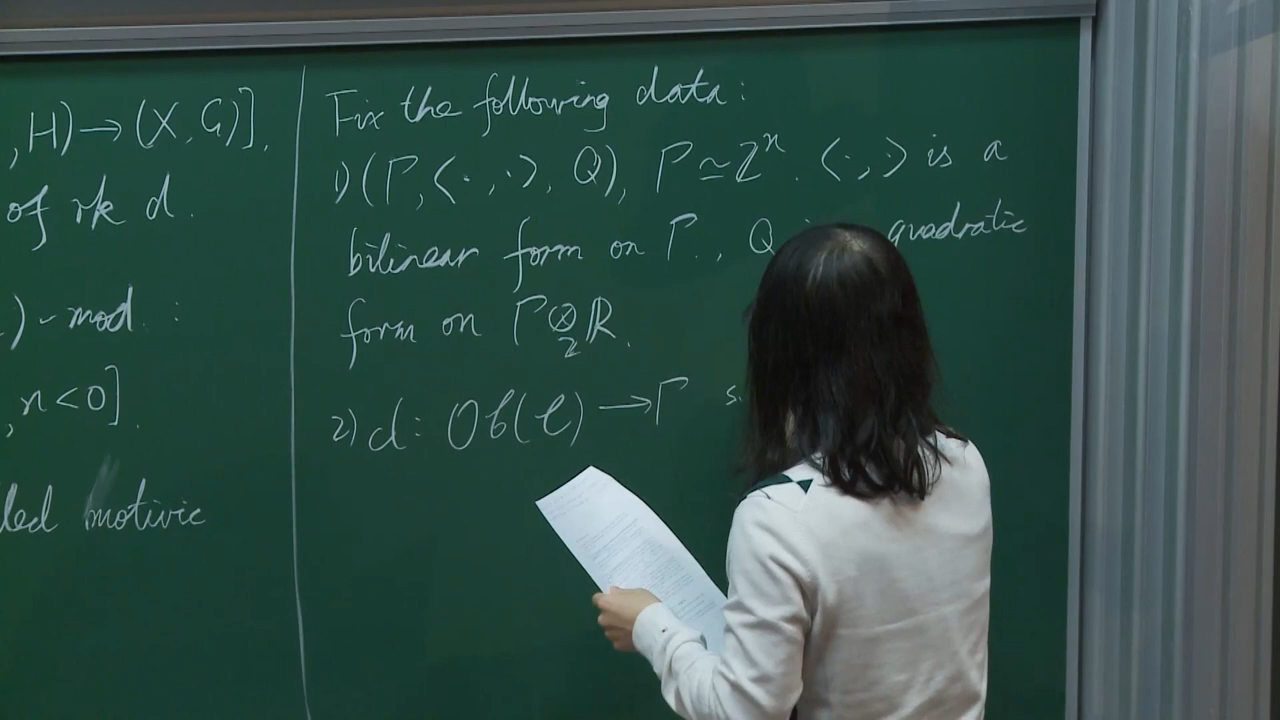 ,H)→(X,G)],
of rk d.
)-mod. :
, n<0].
led motivic
Fix the following data:
1) (Γ, <·,·>, Q), Γ≃ℤⁿ. <·,·> is a
bilinear form on Γ., Q quadratic
form on Γ⊗ℝ.
ℤ
2) d: Ob(𝒞) → Γ s.